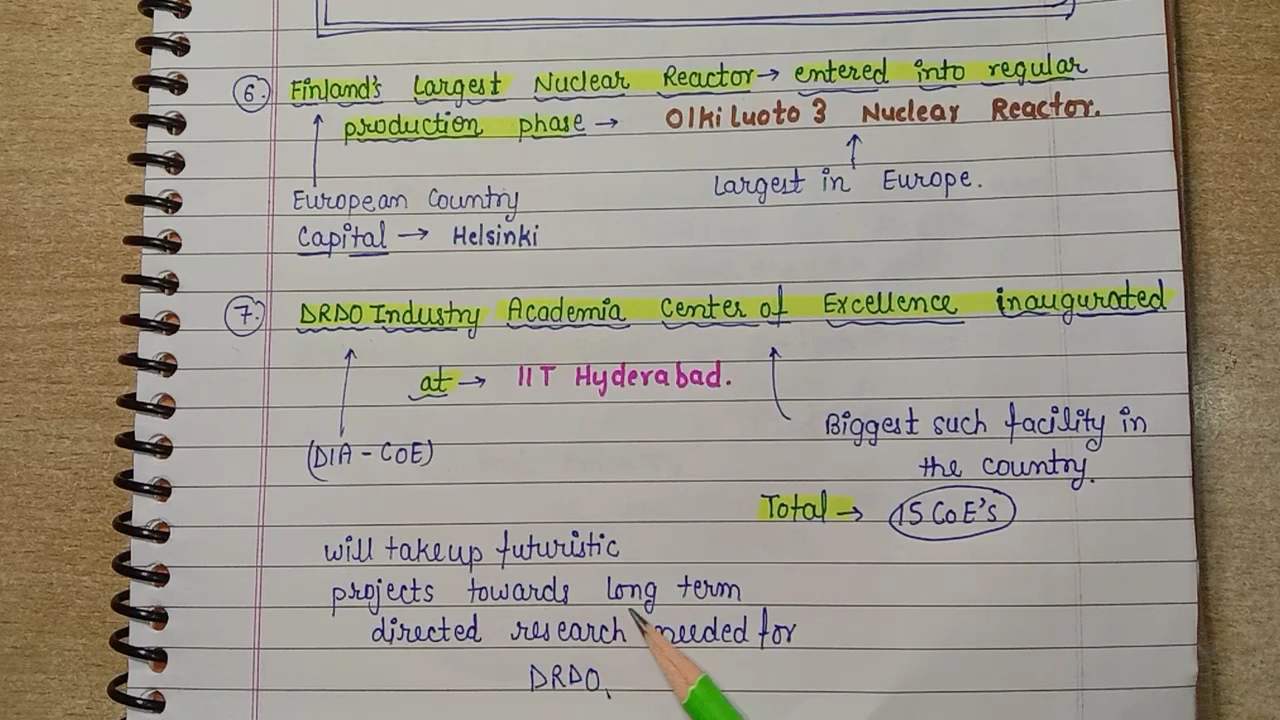 6. Finland's Largest Nuclear Reactor → entered into regular
production phase → Olkiluoto 3 Nuclear Reactor.
Largest in Europe.
European Country
Capital → Helsinki
7. DRDO Industry Academia Center of Excellence inaugurated
at → IIT Hyderabad.
Biggest such facility in
the country.
(DIA - COE)
Total → 15 CoE's
will takeup futuristic
projects towards long term
directed research needed for
DRDO.